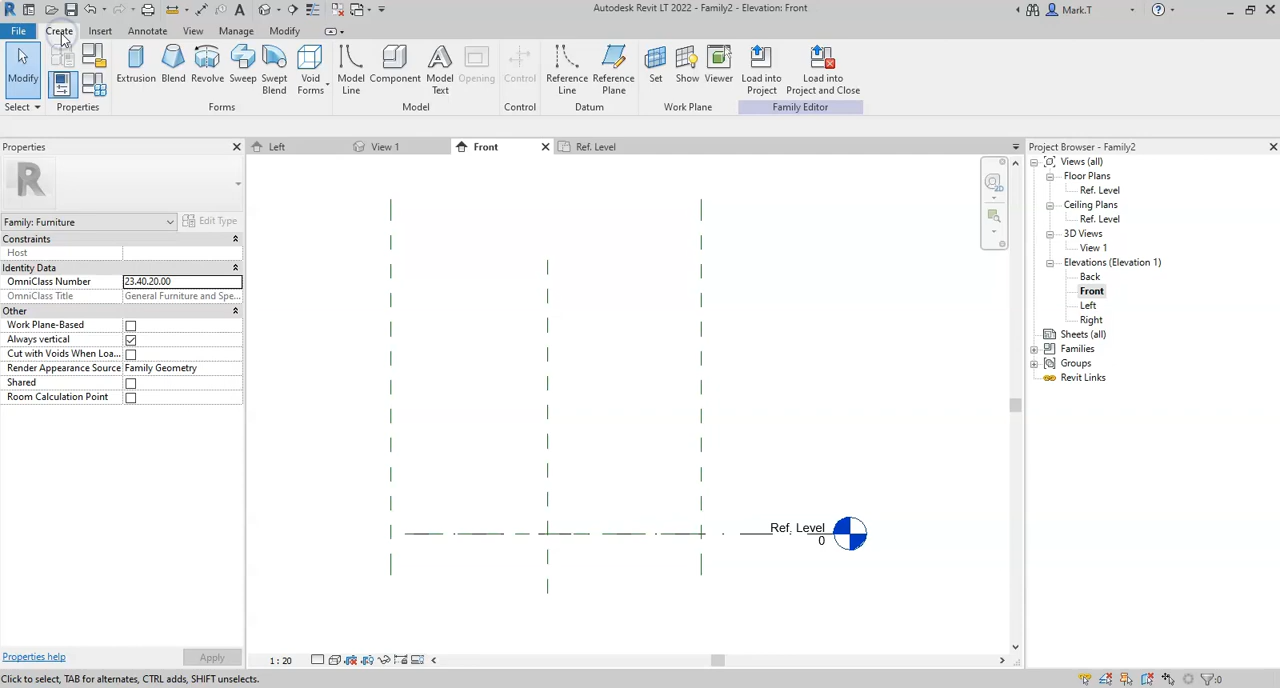 Autodesk Revit LT 2022 - Family2 - Elevation: Front
Mark.T
File Create Insert Annotate View Manage Modify
Modify
Extrusion Blend Revolve Sweep Swept Blend Void Forms
Model Line Component Model Text Opening Control
Reference Line Reference Plane Set Show Viewer
Load into Project Load into Project and Close
Select Properties Forms Model Control Datum Work Plane Family Editor
Properties
Left View 1 Front Ref. Level
Project Browser - Family2
Family: Furniture Edit Type
Constraints
Host
Identity Data
OmniClass Number 23.40.20.00
OmniClass Title General Furniture and Spe...
Other
Work Plane-Based
Always vertical
Cut with Voids When Loa...
Render Appearance Source Family Geometry
Shared
Room Calculation Point
Properties help Apply
2D
Ref. Level
0
1 : 20
Views (all)
Floor Plans
Ref. Level
Ceiling Plans
Ref. Level
3D Views
View 1
Elevations (Elevation 1)
Back
Front
Left
Right
Sheets (all)
Families
Groups
Revit Links
Click to select, TAB for alternates, CTRL adds, SHIFT unselects.
:0